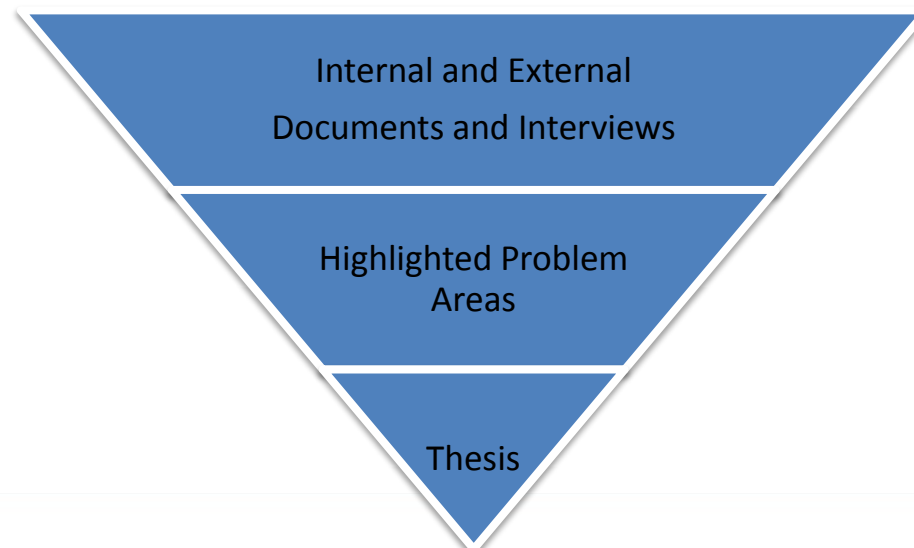 Internal and External
Documents and Interviews
Highlighted Problem
Areas
Thesis